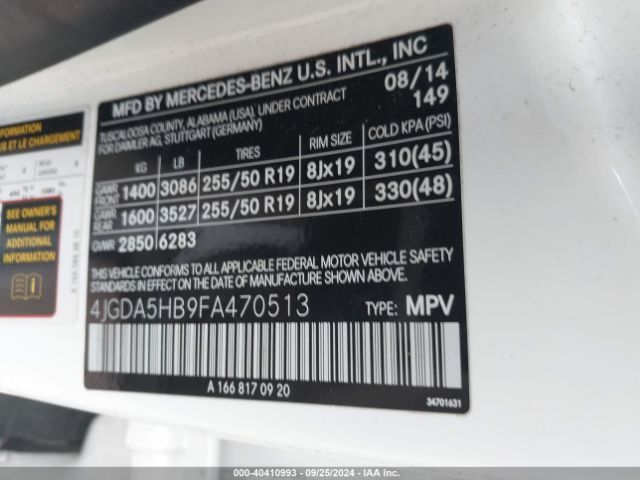 MFD BY MERCEDES-BENZ U.S. INTL., INC
TUSCALOOSA COUNTY, ALABAMA (USA), UNDER CONTRACT
FOR DAIMLER AG, STUTTGART (GERMANY)
08/14
149
KG LB TIRES RIM SIZE COLD KPA (PSI)
GAWR FRONT 1400 3086 255/50 R19 8Jx19 310(45)
GAWR REAR 1600 3527 255/50 R19 8Jx19 330(48)
GVWR 2850 6283
THIS VEHICLE CONFORMS TO ALL APPLICABLE FEDERAL MOTOR VEHICLE SAFETY
STANDARDS IN EFFECT ON THE DATE OF MANUFACTURE SHOWN ABOVE.
4JGDA5HB9FA470513 TYPE: MPV
A 166 817 09 20
34701631
LE CHARGEMENT
SEE OWNER'S
MANUAL FOR
ADDITIONAL
INFORMATION
000-40410993 - 09/25/2024 - IAA Inc.